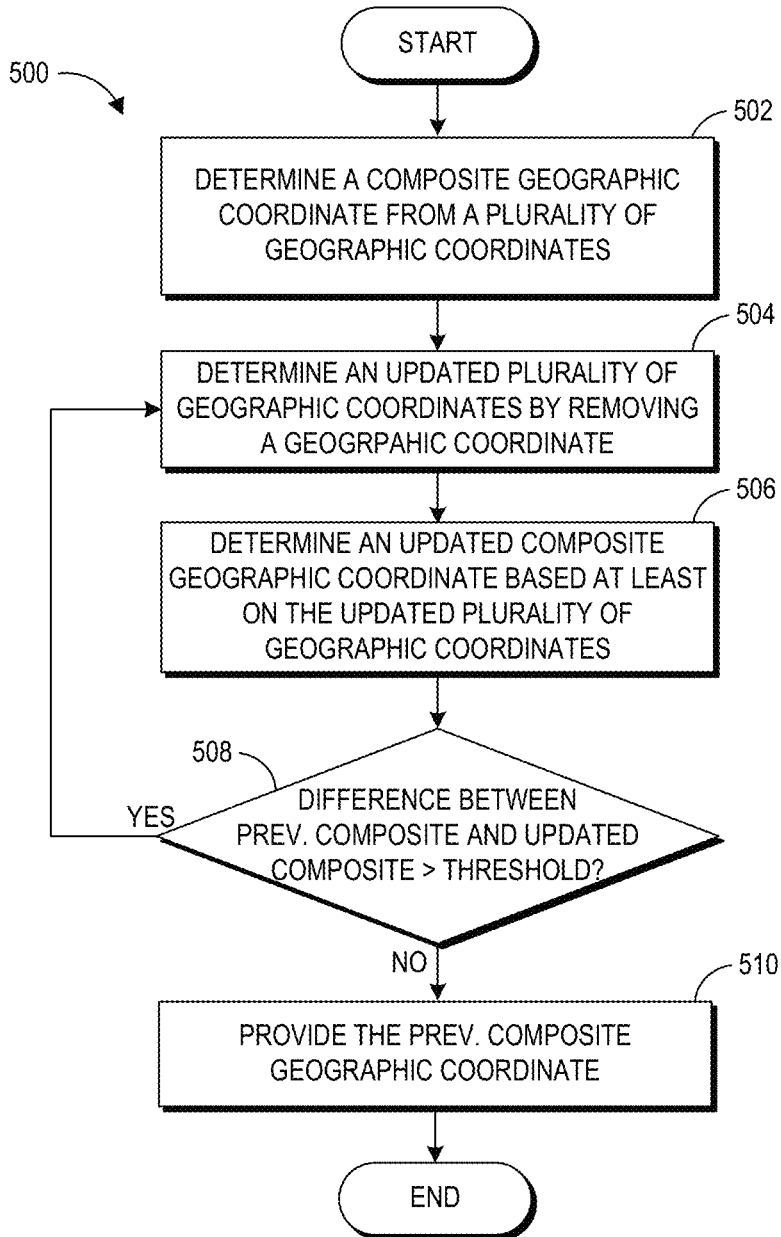 START
500
502
DETERMINE A COMPOSITE GEOGRAPHIC
COORDINATE FROM A PLURALITY OF
GEOGRAPHIC COORDINATES
504
DETERMINE AN UPDATED PLURALITY OF
GEOGRAPHIC COORDINATES BY REMOVING
A GEOGRPAHIC COORDINATE
506
DETERMINE AN UPDATED COMPOSITE
GEOGRAPHIC COORDINATE BASED AT LEAST
ON THE UPDATED PLURALITY OF
GEOGRAPHIC COORDINATES
508
YES
DIFFERENCE BETWEEN
PREV. COMPOSITE AND UPDATED
COMPOSITE > THRESHOLD?
NO
510
PROVIDE THE PREV. COMPOSITE
GEOGRAPHIC COORDINATE
END